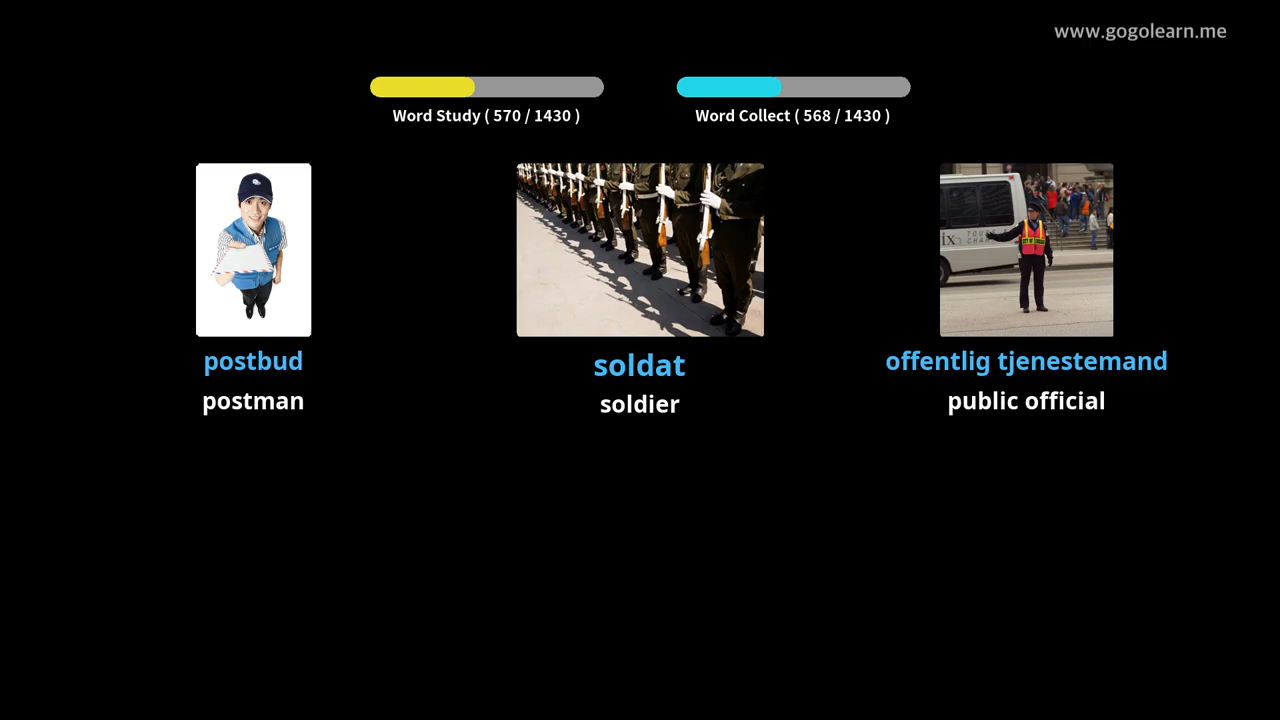 www.gogolearn.me
Word Study ( 570 / 1430 )
Word Collect ( 568 / 1430 )
postbud
postman
soldat
soldier
offentlig tjenestemand
public official